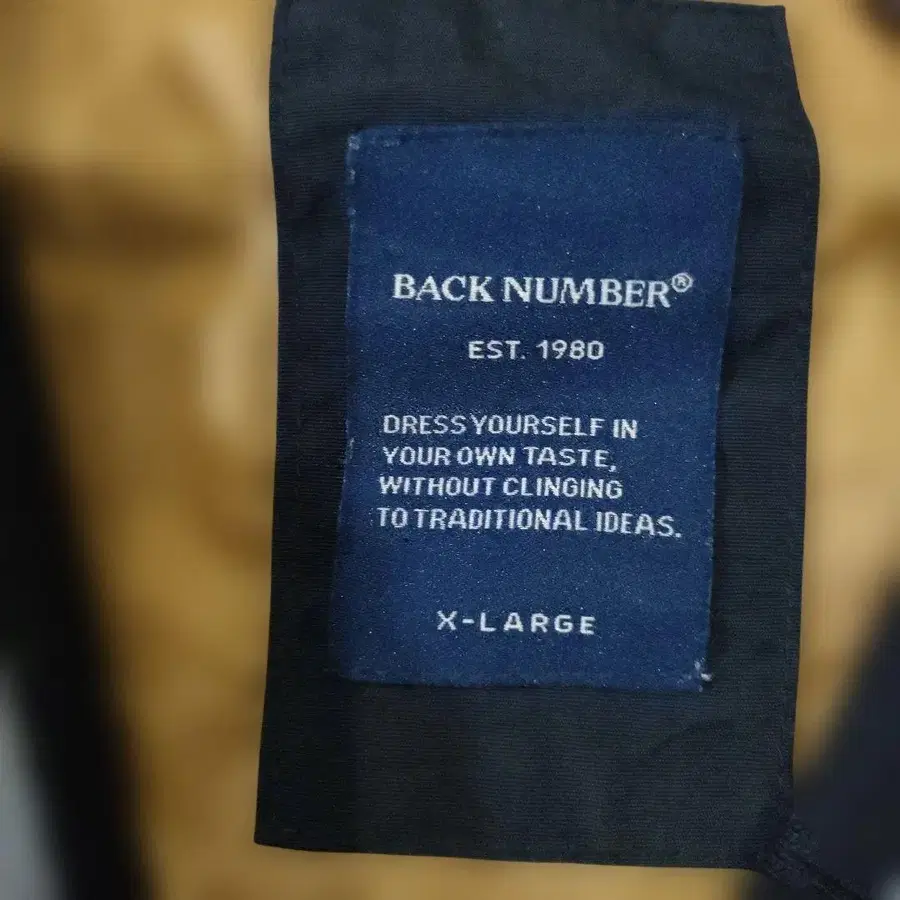 BACK NUMBER®
EST. 1980
DRESS YOURSELF IN
YOUR OWN TASTE,
WITHOUT CLINGING
TO TRADITIONAL IDEAS.
X-LARGE